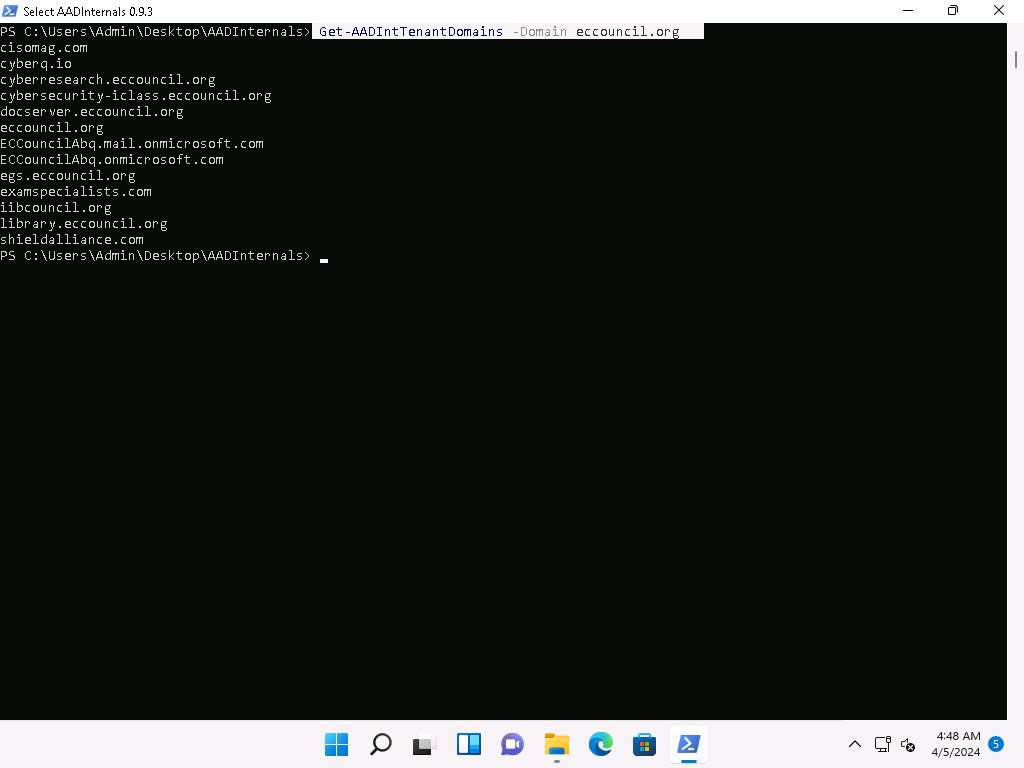 Select AADInternals 0.9.3
PS C:\Users\Admin\Desktop\AADInternals> Get-AADIntTenantDomains -Domain eccouncil.org
cisomag.com
cyberq.io
cyberresearch.eccouncil.org
cybersecurity-iclass.eccouncil.org
docserver.eccouncil.org
eccouncil.org
ECCouncilAbq.mail.onmicrosoft.com
ECCouncilAbq.onmicrosoft.com
egs.eccouncil.org
examspecialists.com
iibcouncil.org
library.eccouncil.org
shieldalliance.com
PS C:\Users\Admin\Desktop\AADInternals>
4:48 AM
4/5/2024
5